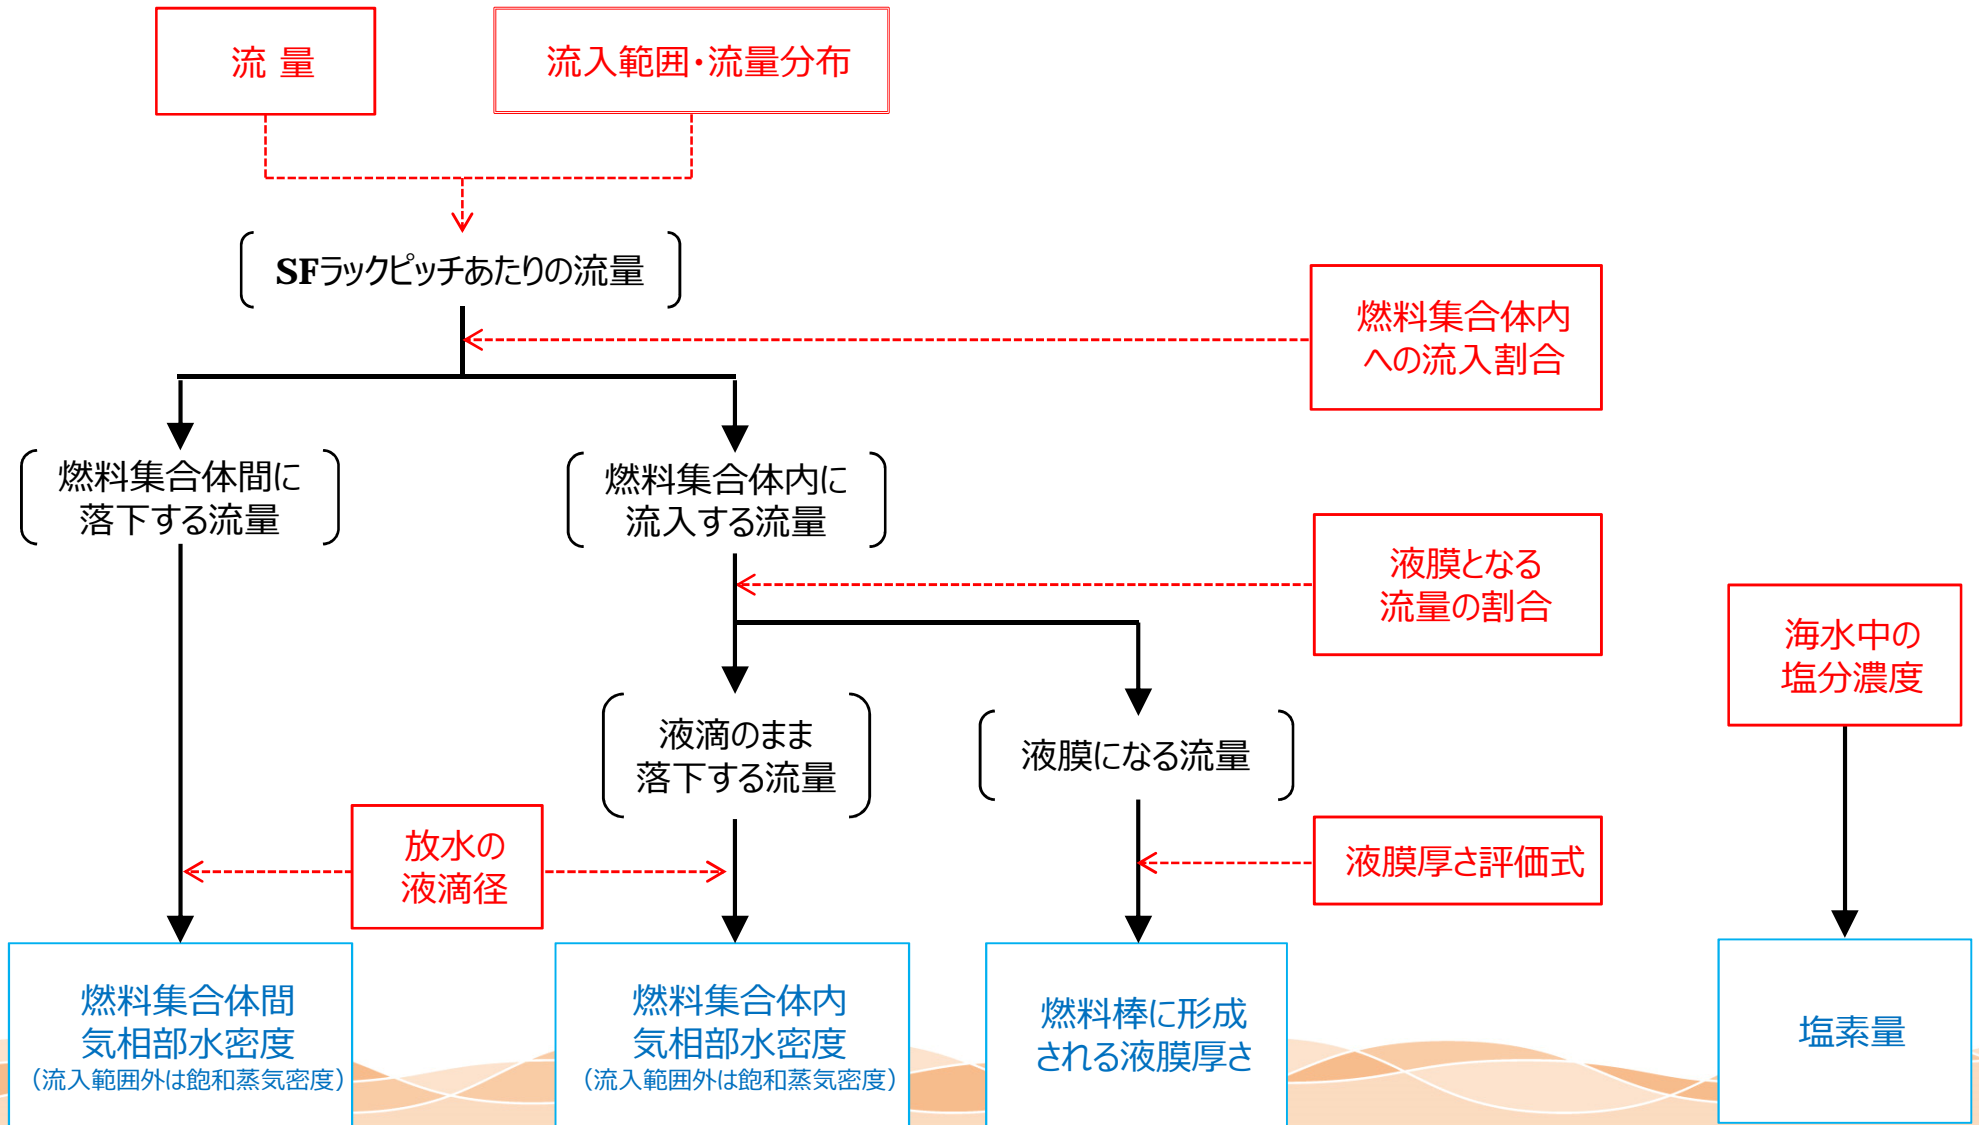 流 量
流入範囲・流量分布
SFラックピッチあたりの流量
燃料集合体内
への流入割合
燃料集合体間に
落下する流量
燃料集合体内に
流入する流量
液膜となる
流量の割合
海水中の
塩分濃度
液滴のまま
落下する流量
液膜になる流量
放水の
液滴径
液膜厚さ評価式
燃料集合体間
気相部水密度
（流入範囲外は飽和蒸気密度）
燃料集合体内
気相部水密度
（流入範囲外は飽和蒸気密度）
燃料棒に形成
される液膜厚さ
塩素量